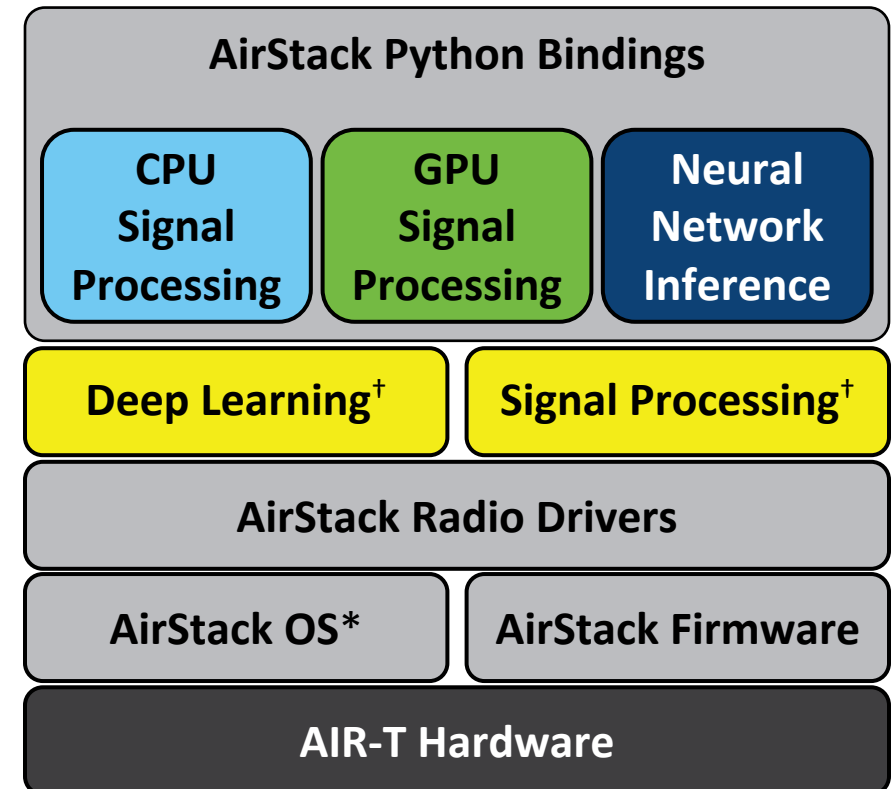 AirStack Python Bindings
CPU
Signal
Processing
GPU
Signal
Processing
Neural
Network
Inference
Deep Learning†
Signal Processing†
AirStack Radio Drivers
AirStack OS*
AirStack Firmware
AIR-T Hardware